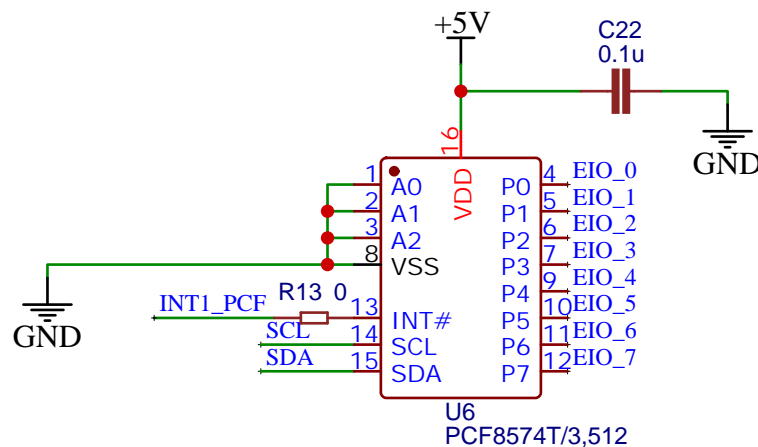 +5V
C22
0.1u
GND
16
VDD
1 A0
2 A1
3 A2
8 VSS
P0 4 EIO_0
P1 5 EIO_1
P2 6 EIO_2
P3 7 EIO_3
P4 9 EIO_4
P5 10 EIO_5
P6 11 EIO_6
P7 12 EIO_7
GND
INT1_PCF R13 0 13 INT#
SCL 14 SCL
SDA 15 SDA
U6
PCF8574T/3,512